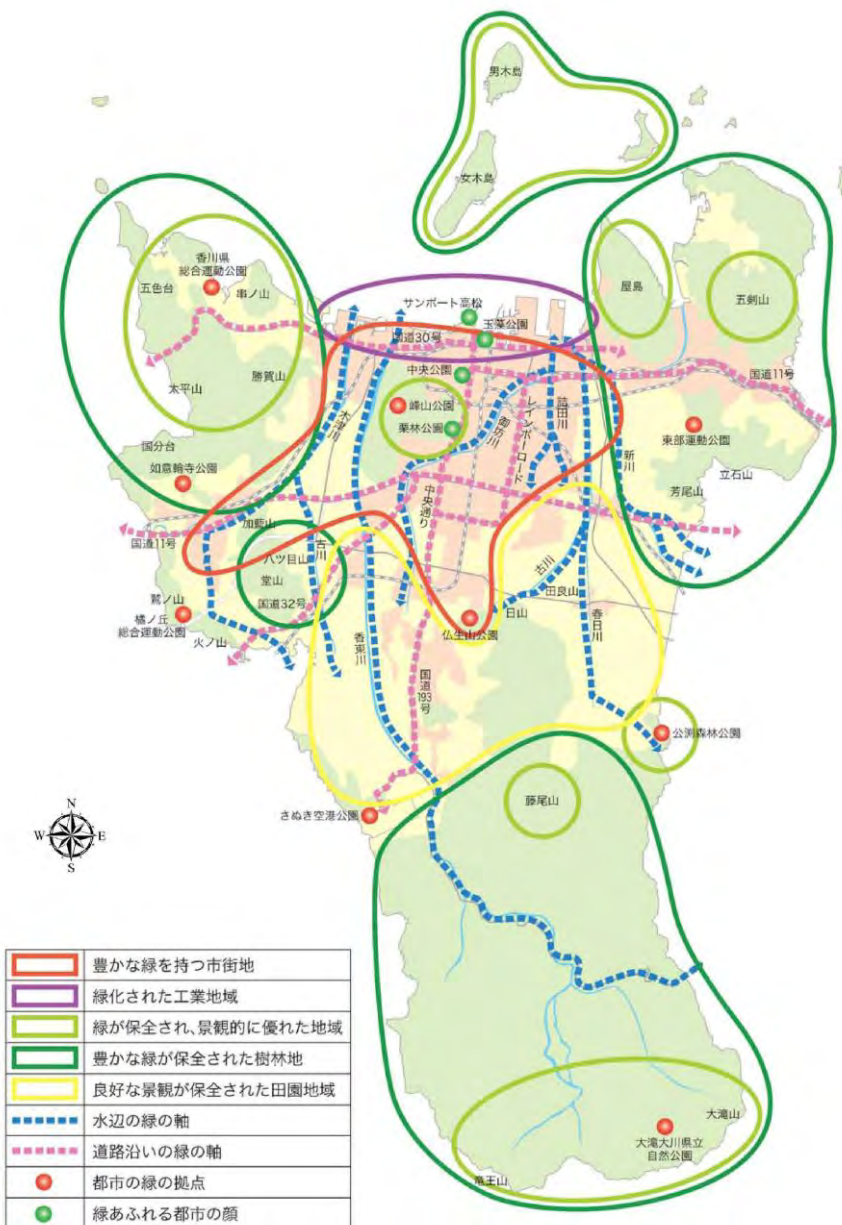 男木島
女木島
香川県
総合運動公園
五色台
串ノ山
サンポート高松
玉藻公園
国道30号
屋島
五剣山
太平山
勝賀山
中央公園
国道11号
峰山公園
栗林公園
木津川
御坊川
レインボーロード
詰田川
新川
東部運動公園
国分台
如意輪寺公園
立石山
芳尾山
中央通り
加藍山
国道11号
古川
八ツ目山
堂山
国道32号
鷲ノ山
橘ノ丘
総合運動公園
火ノ山
香東川
古川
田良山
日山
仏生山公園
春日川
国道193号
公渕森林公園
藤尾山
さぬき空港公園
N
W
E
S
大滝山
大滝大川県立
自然公園
竜王山
豊かな緑を持つ市街地
緑化された工業地域
緑が保全され、景観的に優れた地域
豊かな緑が保全された樹林地
良好な景観が保全された田園地域
水辺の緑の軸
道路沿いの緑の軸
都市の緑の拠点
緑あふれる都市の顔